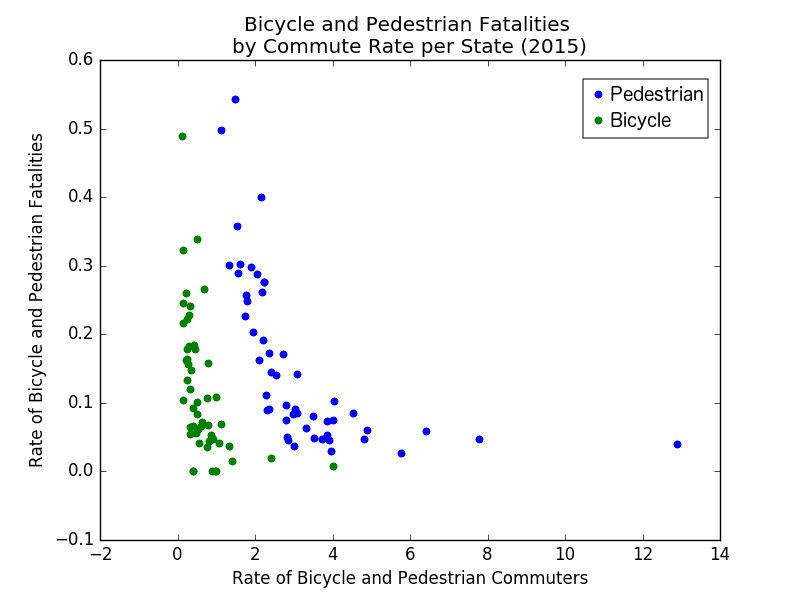 Bicycle and Pedestrian Fatalities
by Commute Rate per State (2015)
Pedestrian
Bicycle
Rate of Bicycle and Pedestrian Fatalities
0.6
0.5
0.4
0.3
0.2
0.1
0.0
−0.1
−2 0 2 4 6 8 10 12 14
Rate of Bicycle and Pedestrian Commuters